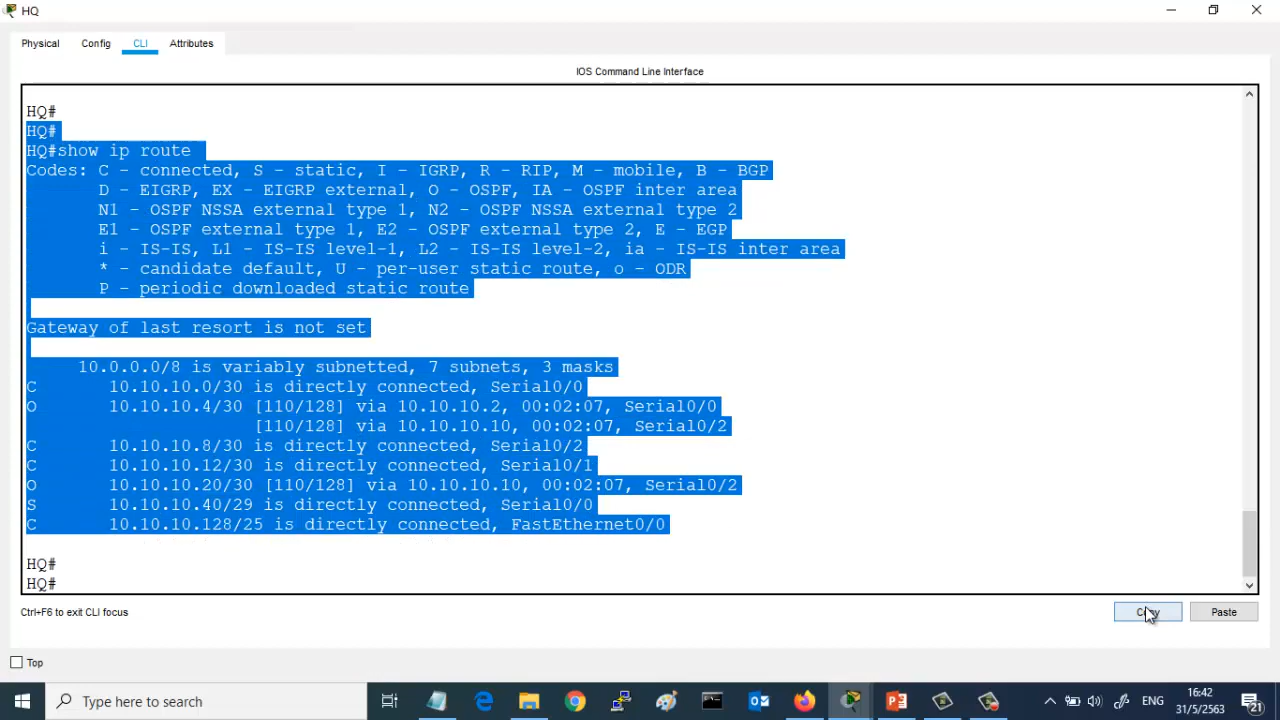 HQ
Physical Config CLI Attributes
IOS Command Line Interface
HQ#
HQ#
HQ#show ip route
Codes: C - connected, S - static, I - IGRP, R - RIP, M - mobile, B - BGP
D - EIGRP, EX - EIGRP external, O - OSPF, IA - OSPF inter area
N1 - OSPF NSSA external type 1, N2 - OSPF NSSA external type 2
E1 - OSPF external type 1, E2 - OSPF external type 2, E - EGP
i - IS-IS, L1 - IS-IS level-1, L2 - IS-IS level-2, ia - IS-IS inter area
* - candidate default, U - per-user static route, o - ODR
P - periodic downloaded static route
Gateway of last resort is not set
10.0.0.0/8 is variably subnetted, 7 subnets, 3 masks
C 10.10.10.0/30 is directly connected, Serial0/0
O 10.10.10.4/30 [110/128] via 10.10.10.2, 00:02:07, Serial0/0
[110/128] via 10.10.10.10, 00:02:07, Serial0/2
C 10.10.10.8/30 is directly connected, Serial0/2
C 10.10.10.12/30 is directly connected, Serial0/1
O 10.10.10.20/30 [110/128] via 10.10.10.10, 00:02:07, Serial0/2
S 10.10.10.40/29 is directly connected, Serial0/0
C 10.10.10.128/25 is directly connected, FastEthernet0/0
HQ#
HQ#
Ctrl+F6 to exit CLI focus
Copy Paste
Top
Type here to search
ENG
16:42
31/5/2563
21